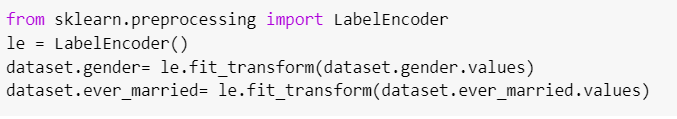 from sklearn.preprocessing import LabelEncoder
le = LabelEncoder()
dataset.gender= le.fit_transform(dataset.gender.values)
dataset.ever_married= le.fit_transform(dataset.ever_married.values)